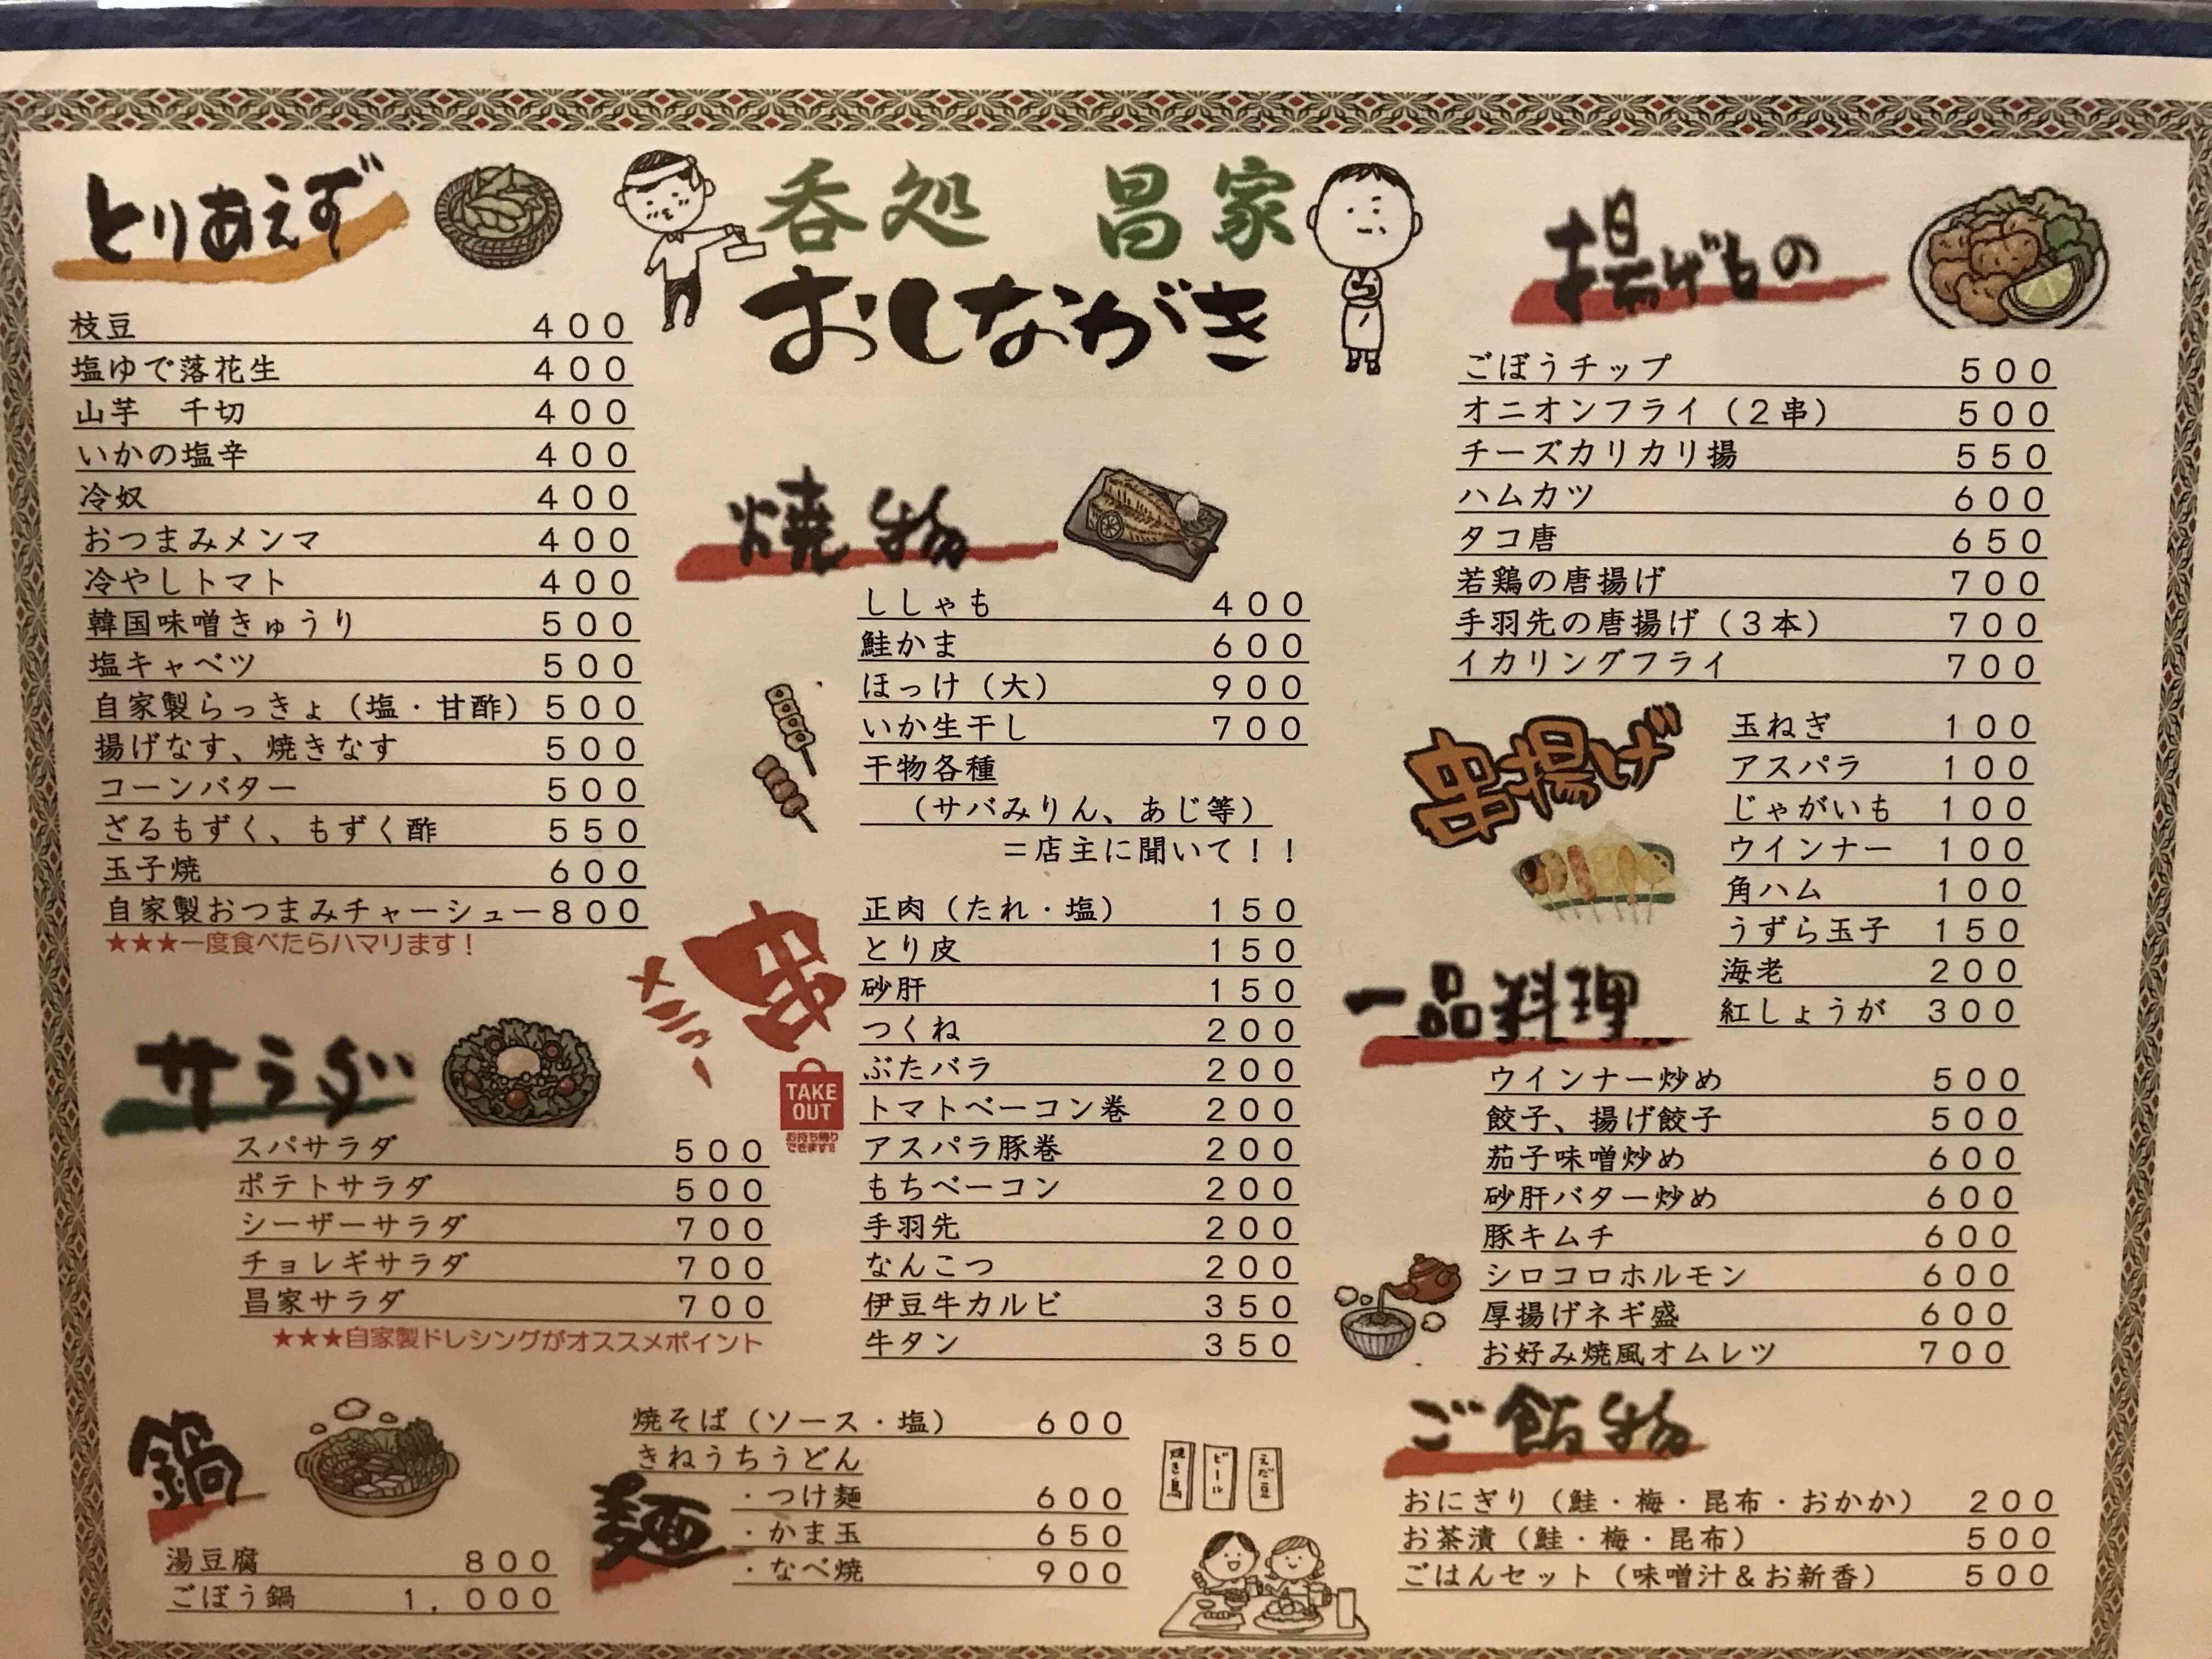 呑処 昌家
おしながき
とりあえず
枝豆 400
塩ゆで落花生 400
山芋 千切 400
いかの塩辛 400
冷奴 400
おつまみメンマ 400
冷やしトマト 400
韓国味噌きゅうり 500
塩キャベツ 500
自家製らっきょ(塩・甘酢) 500
揚げなす、焼きなす 500
コーンバター 500
ざるもずく、もずく酢 550
玉子焼 600
自家製おつまみチャーシュー 800
★★★一度食べたらハマります!
サラダ
スパサラダ 500
ポテトサラダ 500
シーザーサラダ 700
チョレギサラダ 700
昌家サラダ 700
★★★自家製ドレシングがオススメポイント
鍋
湯豆腐 800
ごぼう鍋 1,000
焼物
ししゃも 400
鮭かま 600
ほっけ(大) 900
いか生干し 700
干物各種
(サバみりん、あじ等)
=店主に聞いて!!
串
メニュー
TAKE
OUT
お持ち帰り
できます!!
正肉(たれ・塩) 150
とり皮 150
砂肝 150
つくね 200
ぶたバラ 200
トマトベーコン巻 200
アスパラ豚巻 200
もちベーコン 200
手羽先 200
なんこつ 200
伊豆牛カルビ 350
牛タン 350
麺
焼そば(ソース・塩) 600
きねうちうどん
・つけ麺 600
・かま玉 650
・なべ焼 900
焼き鳥
ビール
えだ豆
揚げもの
ごぼうチップ 500
オニオンフライ(2串) 500
チーズカリカリ揚 550
ハムカツ 600
タコ唐 650
若鶏の唐揚げ 700
手羽先の唐揚げ(3本) 700
イカリングフライ 700
串揚げ
玉ねぎ 100
アスパラ 100
じゃがいも 100
ウインナー 100
角ハム 100
うずら玉子 150
海老 200
紅しょうが 300
一品料理
ウインナー炒め 500
餃子、揚げ餃子 500
茄子味噌炒め 600
砂肝バター炒め 600
豚キムチ 600
シロコロホルモン 600
厚揚げネギ盛 600
お好み焼風オムレツ 700
ご飯物
おにぎり(鮭・梅・昆布・おかか) 200
お茶漬(鮭・梅・昆布) 500
ごはんセット(味噌汁&お新香) 500